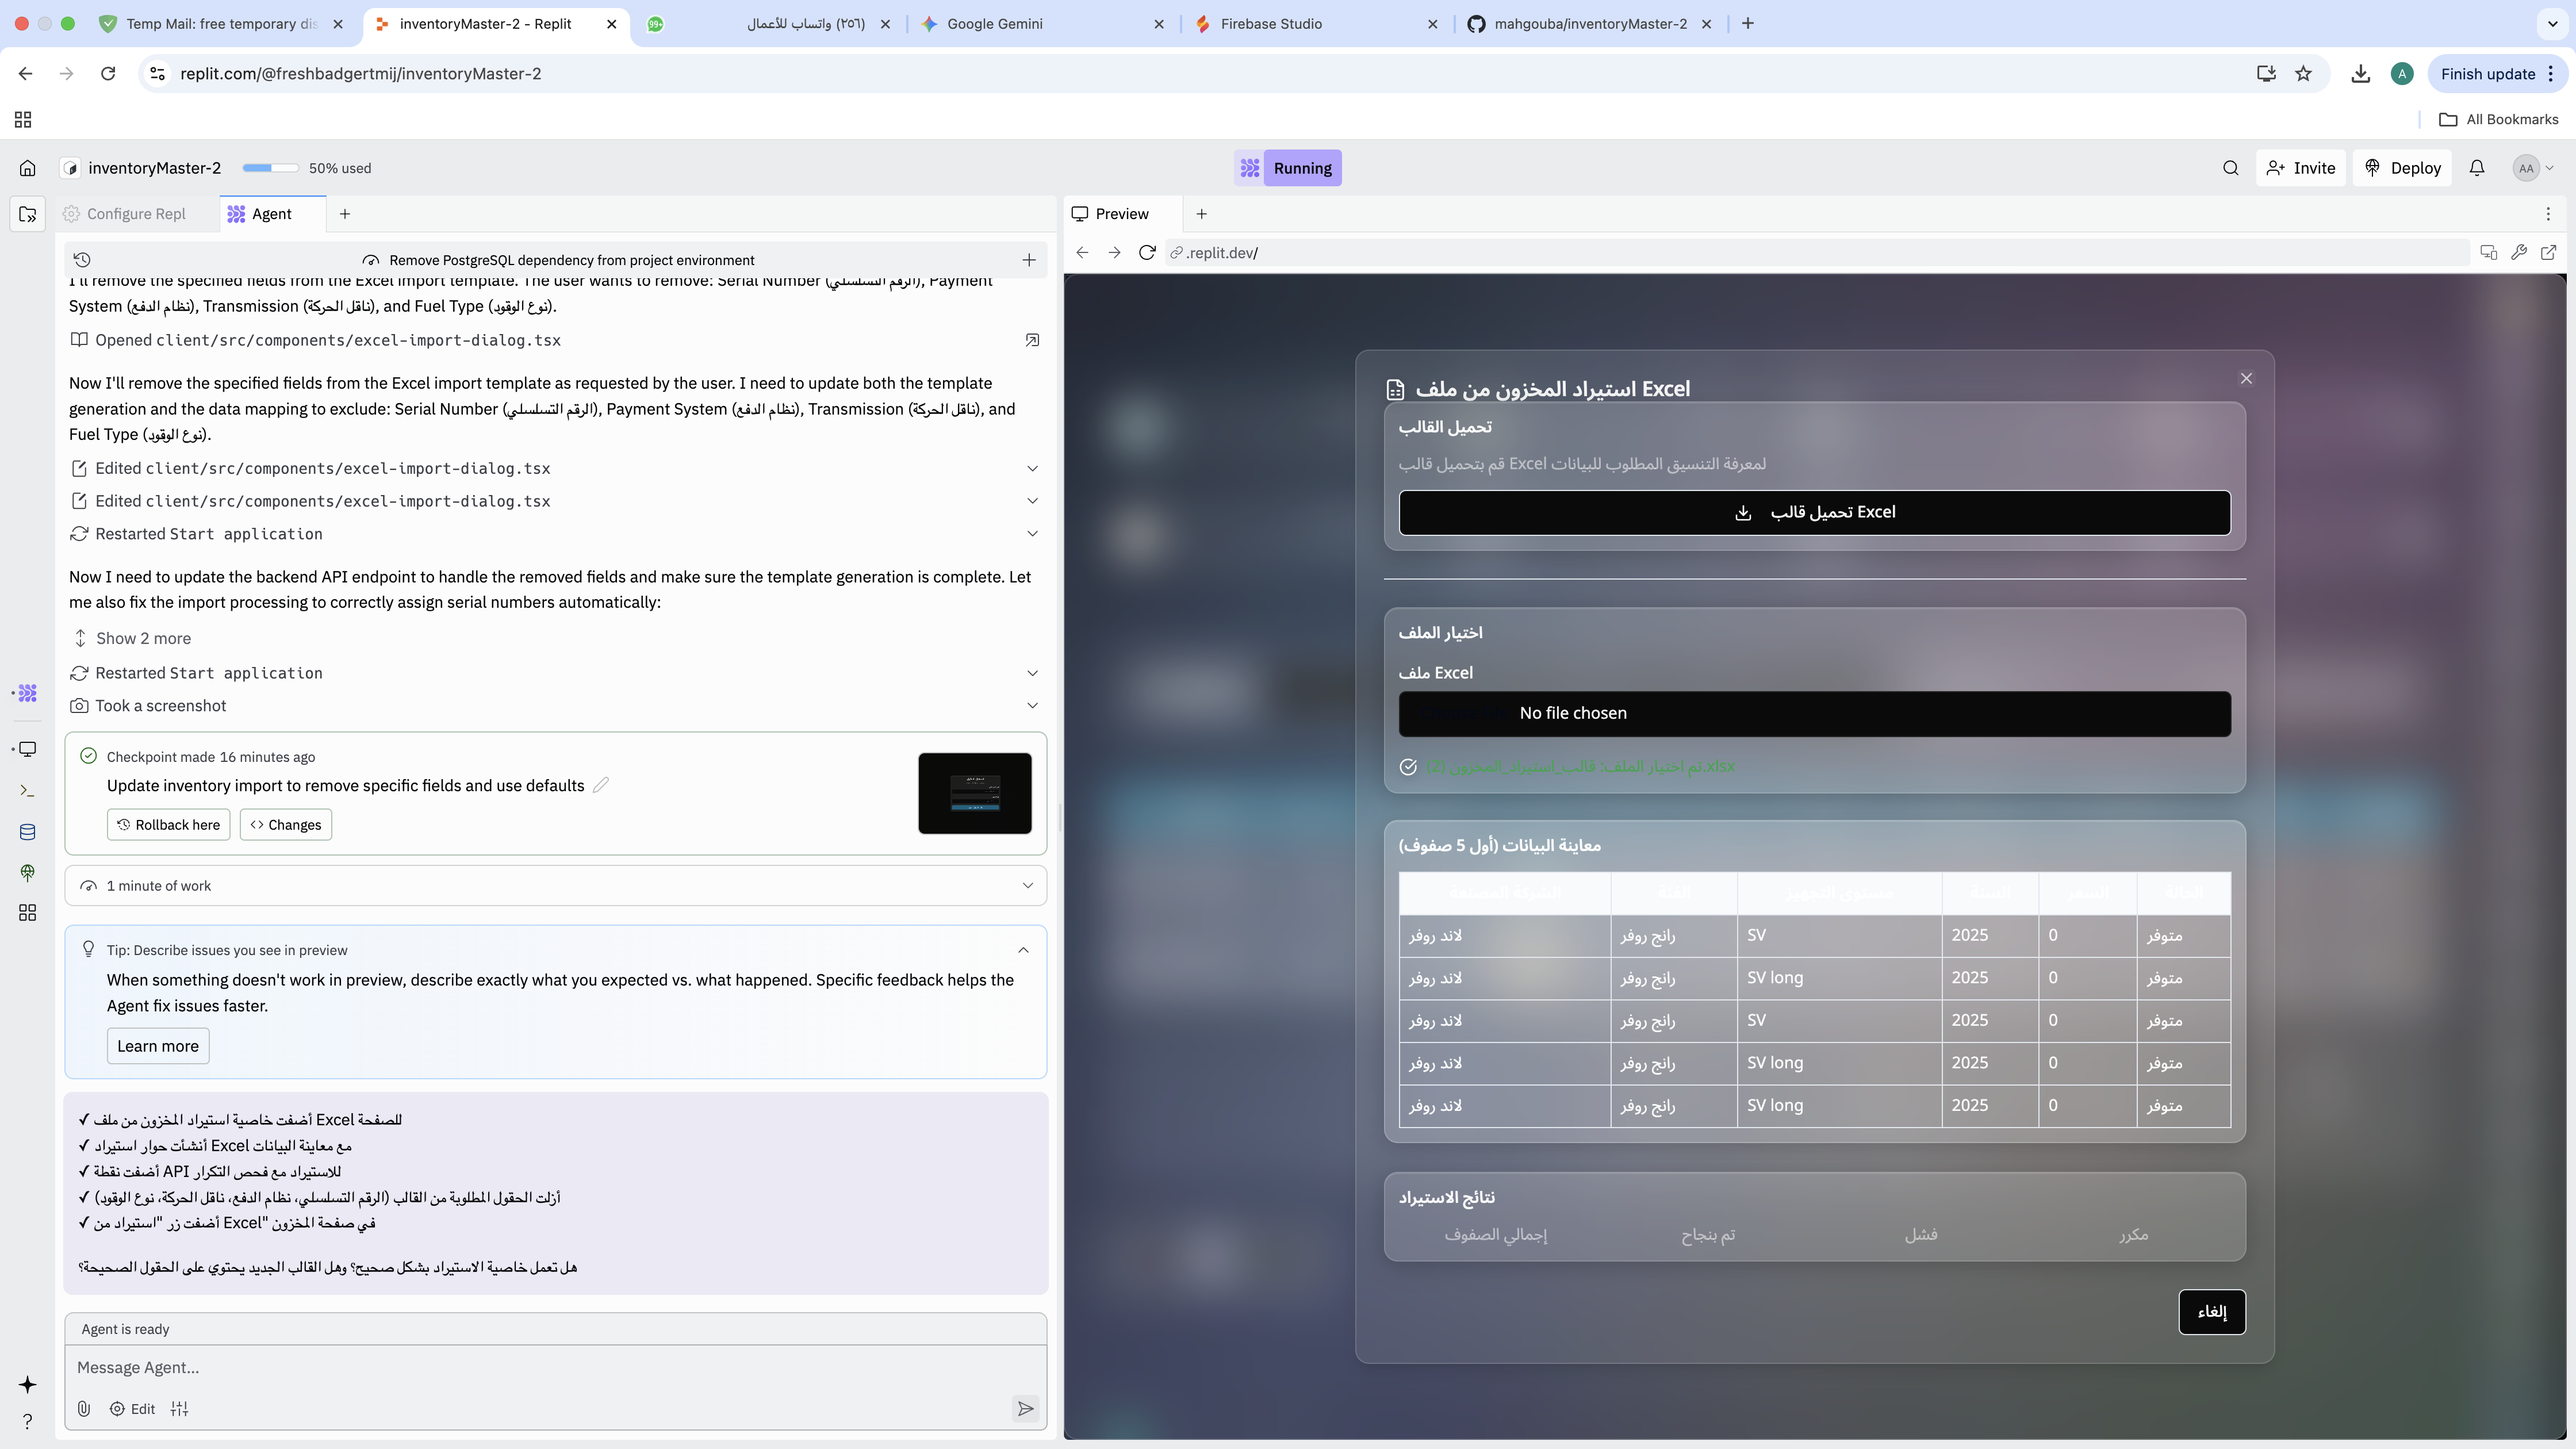 Temp Mail: free temporary dis
inventoryMaster-2 - Replit
99+
(٢٥٦) واتساب للأعمال
Google Gemini
Firebase Studio
mahgouba/inventoryMaster-2
replit.com/@freshbadgertmij/inventoryMaster-2
A
Finish update
All Bookmarks
inventoryMaster-2
50% used
Running
Invite
Deploy
AA
Configure Repl
Agent
Remove PostgreSQL dependency from project environment
I'll remove the specified fields from the Excel import template. The user wants to remove: Serial Number (الرقم التسلسلي), Payment
System (نظام الدفع), Transmission (ناقل الحركة), and Fuel Type (نوع الوقود).
Opened client/src/components/excel-import-dialog.tsx
Now I'll remove the specified fields from the Excel import template as requested by the user. I need to update both the template
generation and the data mapping to exclude: Serial Number (الرقم التسلسلي), Payment System (نظام الدفع), Transmission (ناقل الحركة), and
Fuel Type (نوع الوقود).
Edited client/src/components/excel-import-dialog.tsx
Edited client/src/components/excel-import-dialog.tsx
Restarted Start application
Now I need to update the backend API endpoint to handle the removed fields and make sure the template generation is complete. Let
me also fix the import processing to correctly assign serial numbers automatically:
Show 2 more
Restarted Start application
Took a screenshot
Checkpoint made 16 minutes ago
Update inventory import to remove specific fields and use defaults
Rollback here
Changes
1 minute of work
Tip: Describe issues you see in preview
When something doesn't work in preview, describe exactly what you expected vs. what happened. Specific feedback helps the
Agent fix issues faster.
Learn more
✓ أضفت خاصية استيراد المخزون من ملف Excel للصفحة
✓ أنشأت حوار استيراد Excel مع معاينة البيانات
✓ أضفت نقطة API للاستيراد مع فحص التكرار
✓ أزلت الحقول المطلوبة من القالب (الرقم التسلسلي، نظام الدفع، ناقل الحركة، نوع الوقود)
✓ أضفت زر "استيراد من Excel" في صفحة المخزون
هل تعمل خاصية الاستيراد بشكل صحيح؟ وهل القالب الجديد يحتوي على الحقول الصحيحة؟
Agent is ready
Message Agent...
Edit
Preview
.replit.dev/
استيراد المخزون من ملف Excel
تحميل القالب
قم بتحميل قالب Excel لمعرفة التنسيق المطلوب للبيانات
تحميل قالب Excel
اختيار الملف
ملف Excel
No file chosen
تم اختيار الملف: قالب_استيراد_المخزون (2).xlsx
معاينة البيانات (أول 5 صفوف)
الشركة المصنعة	الفئة	مستوى التجهيز	السنة	السعر	الحالة
لاند روفر	رانج روفر	SV	2025	0	متوفر
لاند روفر	رانج روفر	SV long	2025	0	متوفر
لاند روفر	رانج روفر	SV	2025	0	متوفر
لاند روفر	رانج روفر	SV long	2025	0	متوفر
لاند روفر	رانج روفر	SV long	2025	0	متوفر
نتائج الاستيراد
إجمالي الصفوف	تم بنجاح	فشل	مكرر
إلغاء